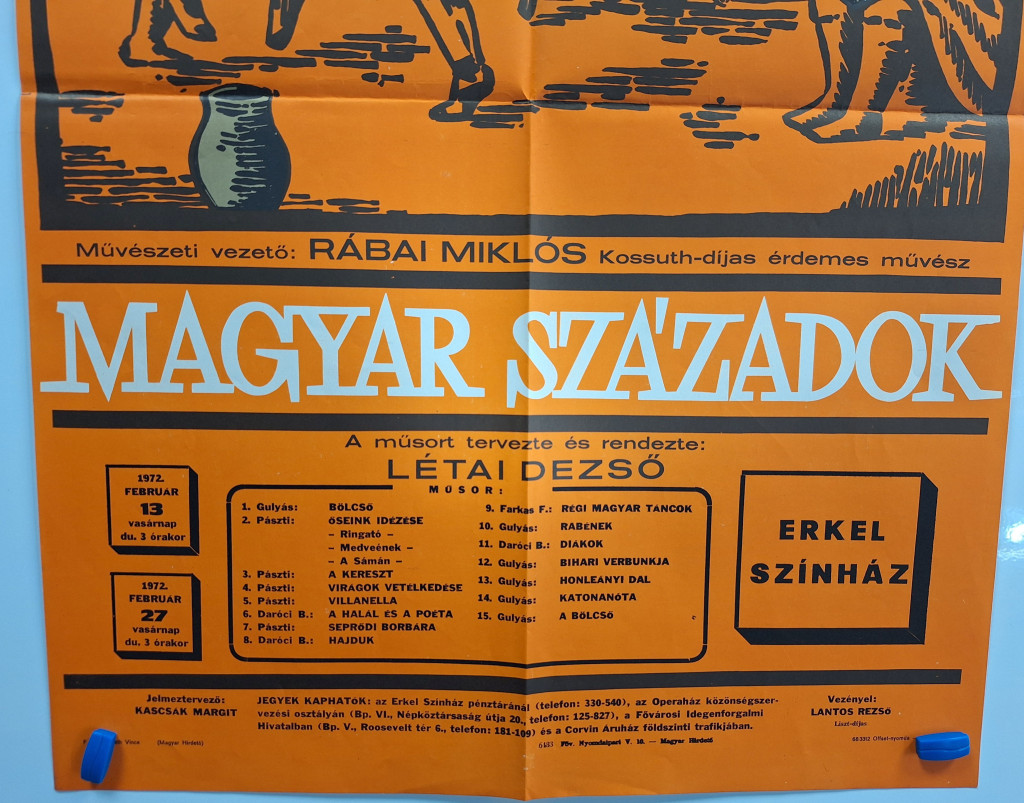 Művészeti vezető: RÁBAI MIKLÓS Kossuth-díjas érdemes művész
MAGYAR SZÁZADOK
A műsort tervezte és rendezte:
LÉTAI DEZSŐ
1972.
FEBRUÁR
13
vasárnap
du. 3 órakor
1972.
FEBRUÁR
27
vasárnap
du. 3 órakor
MŰSOR:
1. Gulyás: BÖLCSŐ
2. Pászti: ŐSEINK IDÉZÉSE
– Ringató –
– Medveének –
– A Sámán –
3. Pászti: A KERESZT
4. Pászti: VIRÁGOK VETÉLKEDÉSE
5. Pászti: VILLANELLA
6. Daróci B.: A HALÁL ÉS A POÉTA
7. Pászti: SEPRŐDI BORBÁRA
8. Daróci B.: HAJDUK
9. Farkas F.: RÉGI MAGYAR TÁNCOK
10. Gulyás: RABÉNEK
11. Daróci B.: DIÁKOK
12. Gulyás: BIHARI VERBUNKJA
13. Gulyás: HONLEÁNYI DAL
14. Gulyás: KATONANÓTA
15. Gulyás: A BÖLCSŐ
ERKEL
SZÍNHÁZ
Jelmeztervező:
KASCSÁK MARGIT
JEGYEK KAPHATÓK: az Erkel Színház pénztáránál (telefon: 330-540), az Operaház közönségszer-
vezési osztályán (Bp. VI., Népköztársaság útja 20., telefon: 125-827), a Fővárosi Idegenforgalmi
Hivatalban (Bp. V., Roosevelt tér 6., telefon: 181-109) és a Corvin Áruház földszinti trafikjában.
Vezényel:
LANTOS REZSŐ
Liszt-díjas
Vince (Magyar Hirdető)
6483 Föv. Nyomdaipari V. 10. — Magyar Hirdető
683012 Offset-nyomás